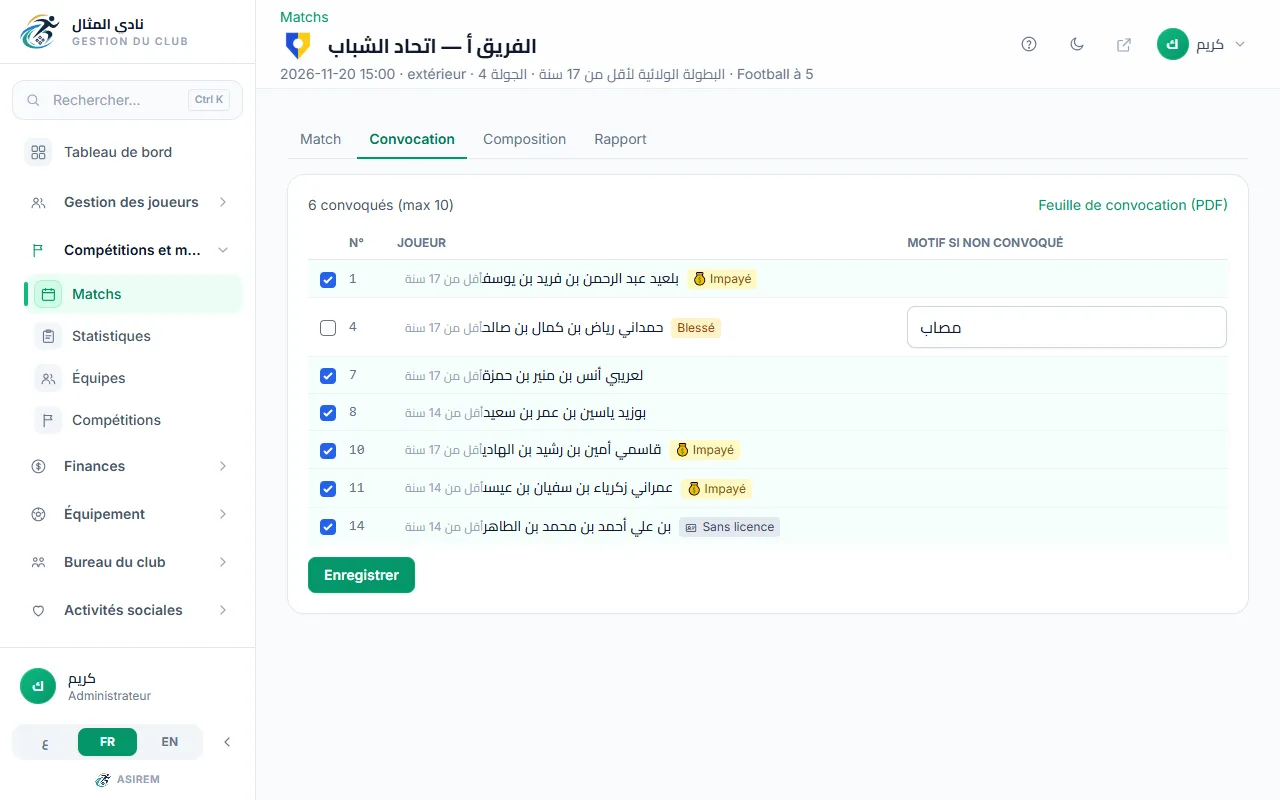 نادي المثال
GESTION DU CLUB
Rechercher... Ctrl K
Tableau de bord
Gestion des joueurs
Compétitions et m...
Matchs
Statistiques
Équipes
Compétitions
Finances
Équipement
Bureau du club
Activités sociales
كريم
Administrateur
ع FR EN
ASIREM
Matchs
الفريق أ — اتحاد الشباب
2026-11-20 15:00 · extérieur · الجولة 4 · البطولة الولائية لأقل من 17 سنة · Football à 5
ك كريم
Match Convocation Composition Rapport
6 convoqués (max 10) Feuille de convocation (PDF)
N° JOUEUR MOTIF SI NON CONVOQUÉ
1 بلعيد عبد الرحمن بن فريد بن يوسف أقل من 17 سنة Impayé
4 حمداني رياض بن كمال بن صالح أقل من 17 سنة Blessé مصاب
7 لعريبي أنس بن منير بن حمزة أقل من 17 سنة
8 بوزيد ياسين بن عمر بن سعيد أقل من 14 سنة
10 قاسمي أمين بن رشيد بن الهادي أقل من 17 سنة Impayé
11 عمراني زكرياء بن سفيان بن عيسى أقل من 14 سنة Impayé
14 بن علي أحمد بن محمد بن الطاهر أقل من 14 سنة Sans licence
Enregistrer